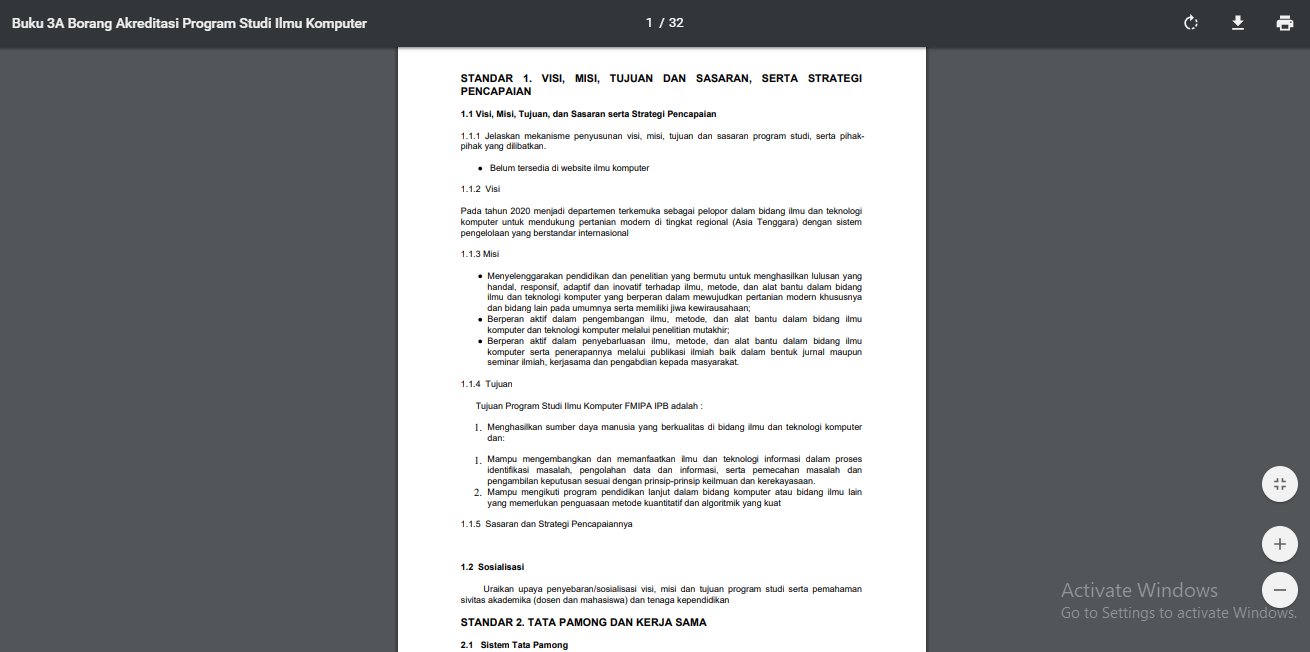 Buku 3A Borang Akreditasi Program Studi Ilmu Komputer
1 / 32
STANDAR 1. VISI, MISI, TUJUAN DAN SASARAN, SERTA STRATEGI
PENCAPAIAN
1.1 Visi, Misi, Tujuan, dan Sasaran serta Strategi Pencapaian
1.1.1 Jelaskan mekanisme penyusunan visi, misi, tujuan dan sasaran program studi, serta pihak-
pihak yang dilibatkan.
• Belum tersedia di website ilmu komputer
1.1.2 Visi
Pada tahun 2020 menjadi departemen terkemuka sebagai pelopor dalam bidang ilmu dan teknologi
komputer untuk mendukung pertanian modern di tingkat regional (Asia Tenggara) dengan sistem
pengelolaan yang berstandar internasional
1.1.3 Misi
• Menyelenggarakan pendidikan dan penelitian yang bermutu untuk menghasilkan lulusan yang
handal, responsif, adaptif dan inovatif terhadap ilmu, metode, dan alat bantu dalam bidang
ilmu dan teknologi komputer yang berperan dalam mewujudkan pertanian modern khususnya
dan bidang lain pada umumnya serta memiliki jiwa kewirausahaan;
• Berperan aktif dalam pengembangan ilmu, metode, dan alat bantu dalam bidang ilmu
komputer dan teknologi komputer melalui penelitian mutakhir;
• Berperan aktif dalam penyebarluasan ilmu, metode, dan alat bantu dalam bidang ilmu
komputer serta penerapannya melalui publikasi ilmiah baik dalam bentuk jurnal maupun
seminar ilmiah, kerjasama dan pengabdian kepada masyarakat.
1.1.4 Tujuan
Tujuan Program Studi Ilmu Komputer FMIPA IPB adalah :
1. Menghasilkan sumber daya manusia yang berkualitas di bidang ilmu dan teknologi komputer
dan:
1. Mampu mengembangkan dan memanfaatkan ilmu dan teknologi informasi dalam proses
identifikasi masalah, pengolahan data dan informasi, serta pemecahan masalah dan
pengambilan keputusan sesuai dengan prinsip-prinsip keilmuan dan kerekayasaan.
2. Mampu mengikuti program pendidikan lanjut dalam bidang komputer atau bidang ilmu lain
yang memerlukan penguasaan metode kuantitatif dan algoritmik yang kuat
1.1.5 Sasaran dan Strategi Pencapaiannya
1.2 Sosialisasi
Uraikan upaya penyebaran/sosialisasi visi, misi dan tujuan program studi serta pemahaman
sivitas akademika (dosen dan mahasiswa) dan tenaga kependidikan
STANDAR 2. TATA PAMONG DAN KERJA SAMA
2.1 Sistem Tata Pamong
Activate Windows
Go to Settings to activate Windows.